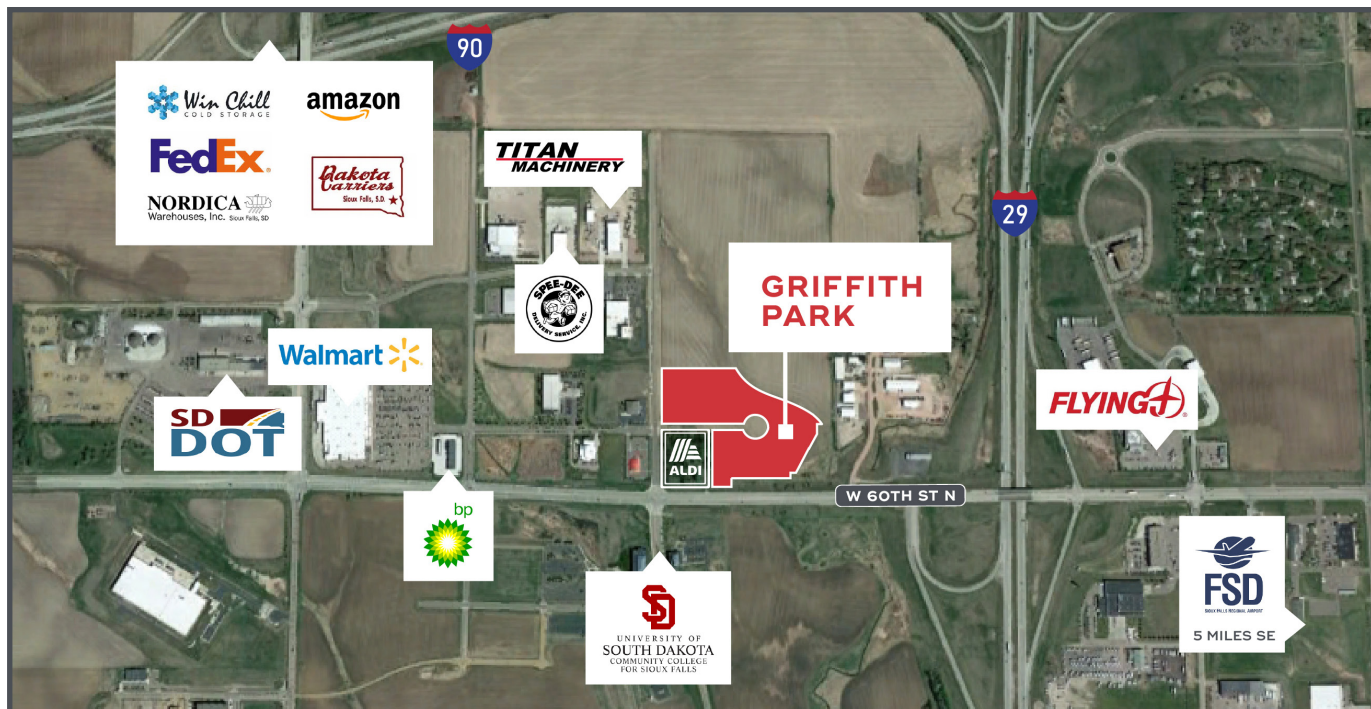 90
Win Chill
COLD STORAGE
amazon
FedEx®
Dakota
Carriers
Sioux Falls, S.D.
NORDICA
Warehouses, Inc. Sioux Falls, SD
TITAN
MACHINERY
29
SPEE-DEE
DELIVERY SERVICE, INC.
GRIFFITH
PARK
Walmart
SD
DOT
FLYING J®
ALDI
W 60TH ST N
bp
FSD
SIOUX FALLS REGIONAL AIRPORT
5 MILES SE
SD
UNIVERSITY OF
SOUTH DAKOTA
COMMUNITY COLLEGE
FOR SIOUX FALLS